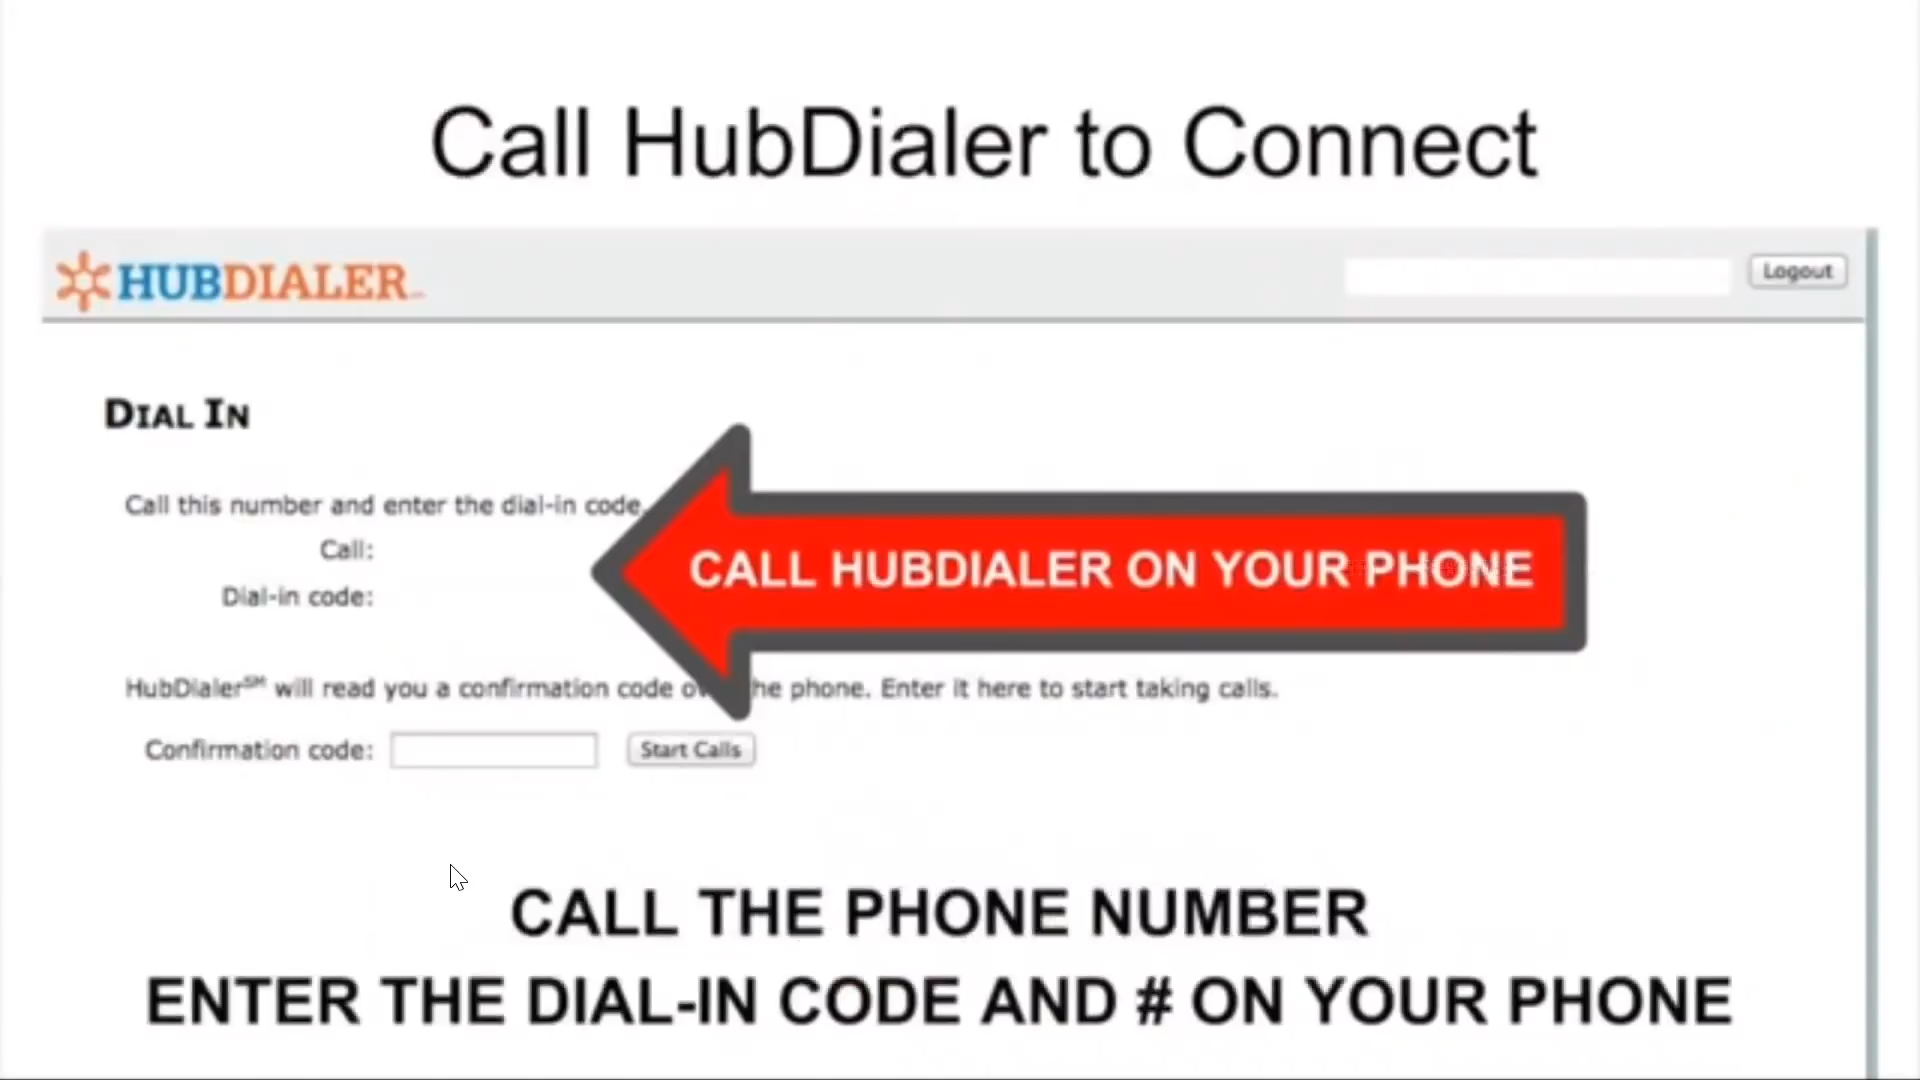 Call HubDialer to Connect
HUBDIALER
Logout
DIAL IN
Call this number and enter the dial-in code.
Call:
CALL HUBDIALER ON YOUR PHONE
Dial-in code:
HubDialer℠ will read you a confirmation code he phone. Enter it here to start taking calls.
Confirmation code:
Start Calls
CALL THE PHONE NUMBER
ENTER THE DIAL-IN CODE AND # ON YOUR PHONE